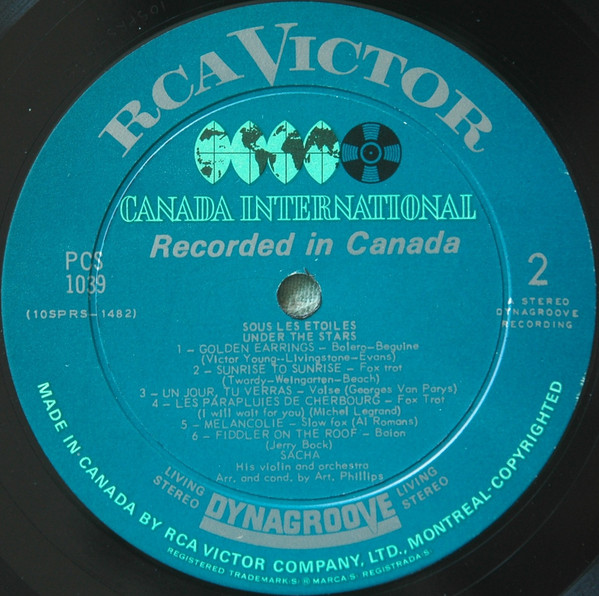 RCA VICTOR
CANADA INTERNATIONAL
Recorded in Canada
PCS
1039
(10SPRS-1482)
2
A STEREO
DYNAGROOVE
RECORDING
SOUS LES ETOILES
UNDER THE STARS
1 - GOLDEN EARRINGS - Bolero-Beguine
(Victor Young--Livingstone-Evans)
2 - SUNRISE TO SUNRISE - Fox trot
(Twardy-Weingarten-Beach)
3 - UN JOUR, TU VERRAS - Valse (Georges Van Parys)
4 - LES PARAPLUIES DE CHERBOURG - Fox Trot
(I will wait for you) (Michel Legrand)
5 - MELANCOLIE - Slow fox (Al Romans)
6 - FIDDLER ON THE ROOF - Baion
(Jerry Bock)
SACHA
His violin and orchestra
Arr. and cond. by Art. Phillips
LIVING
STEREO
DYNAGROOVE
LIVING
STEREO
MADE IN CANADA BY RCA VICTOR COMPANY, LTD., MONTREAL-COPYRIGHTED
REGISTERED TRADEMARK·S ® MARCA·S REGISTRADA·S